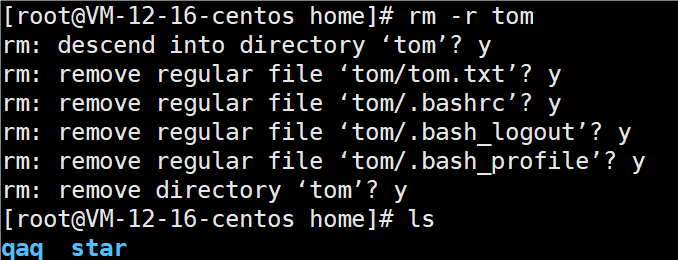 [root@VM-12-16-centos home]# rm -r tom
rm: descend into directory ‘tom’? y
rm: remove regular file ‘tom/tom.txt’? y
rm: remove regular file ‘tom/.bashrc’? y
rm: remove regular file ‘tom/.bash_logout’? y
rm: remove regular file ‘tom/.bash_profile’? y
rm: remove directory ‘tom’? y
[root@VM-12-16-centos home]# ls
qaq  star